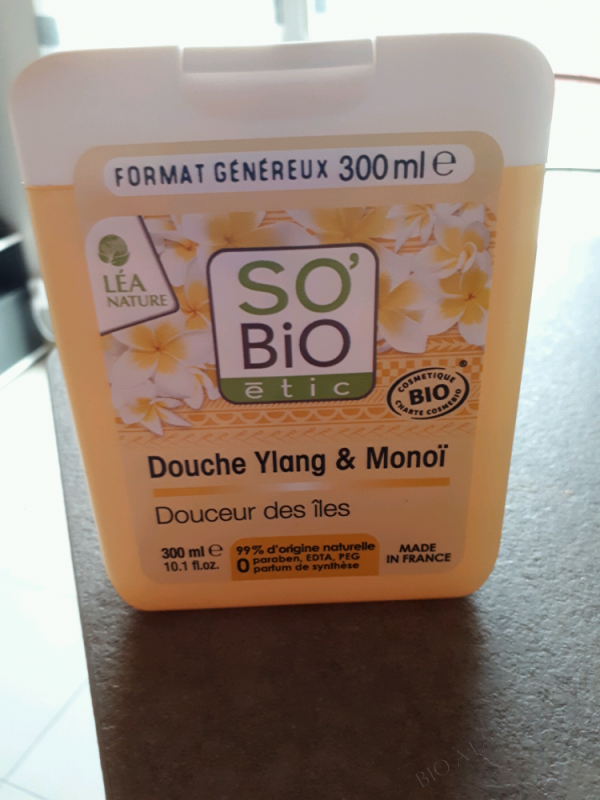 FORMAT GÉNÉREUX 300 ml ℮
LÉA
NATURE
SO'
BiO
étic
COSMETIQUE
BIO
CHARTE COSMEBIO
®
Douche Ylang & Monoï
Douceur des îles
300 ml ℮
10.1 fl.oz.
99% d'origine naturelle
0 paraben, EDTA, PEG
parfum de synthèse
MADE
IN FRANCE